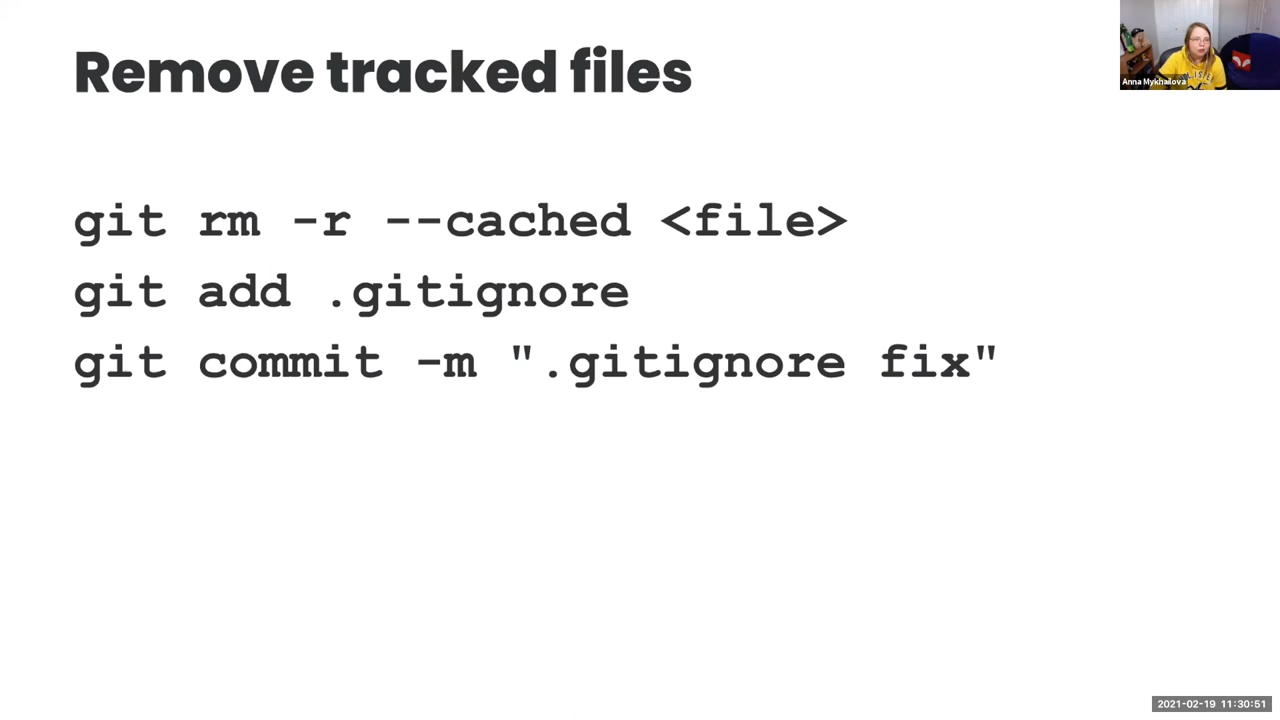 Remove tracked files
Anna Mykhailova
git rm -r --cached <file>
git add .gitignore
git commit -m ".gitignore fix"
2021-02-19 11:30:51